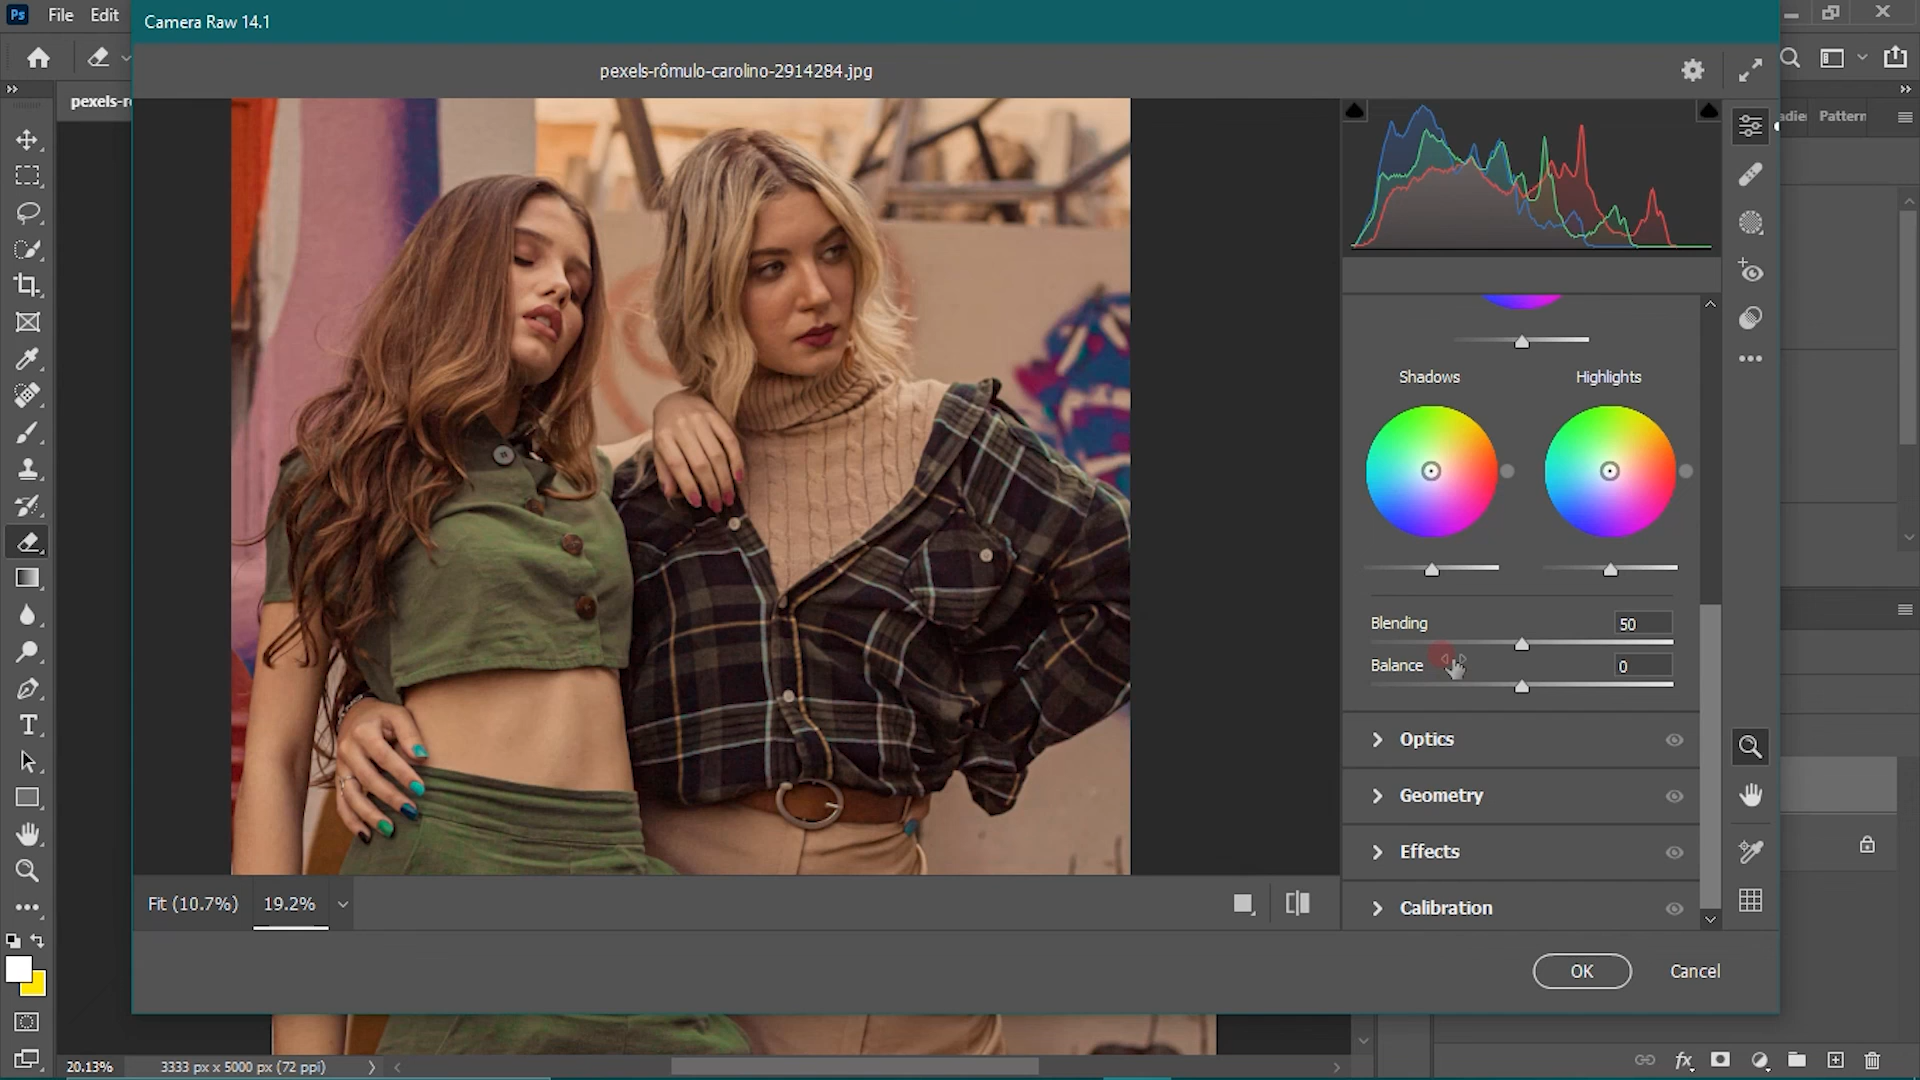 Ps File Edit
Camera Raw 14.1
pexels-rômulo-carolino-2914284.jpg
pexels-r
adie Pattern
Shadows Highlights
Blending 50
Balance 0
Optics
Geometry
Effects
Calibration
Fit (10.7%) 19.2%
OK Cancel
20.13% 3333 px x 5000 px (72 ppi)
fx